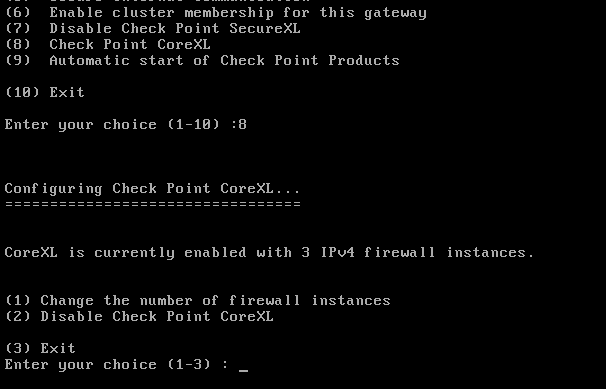 (6)  Enable cluster membership for this gateway
(7)  Disable Check Point SecureXL
(8)  Check Point CoreXL
(9)  Automatic start of Check Point Products
(10) Exit
Enter your choice (1-10) :8
Configuring Check Point CoreXL...
=================================
CoreXL is currently enabled with 3 IPv4 firewall instances.
(1) Change the number of firewall instances
(2) Disable Check Point CoreXL
(3) Exit
Enter your choice (1-3) : _